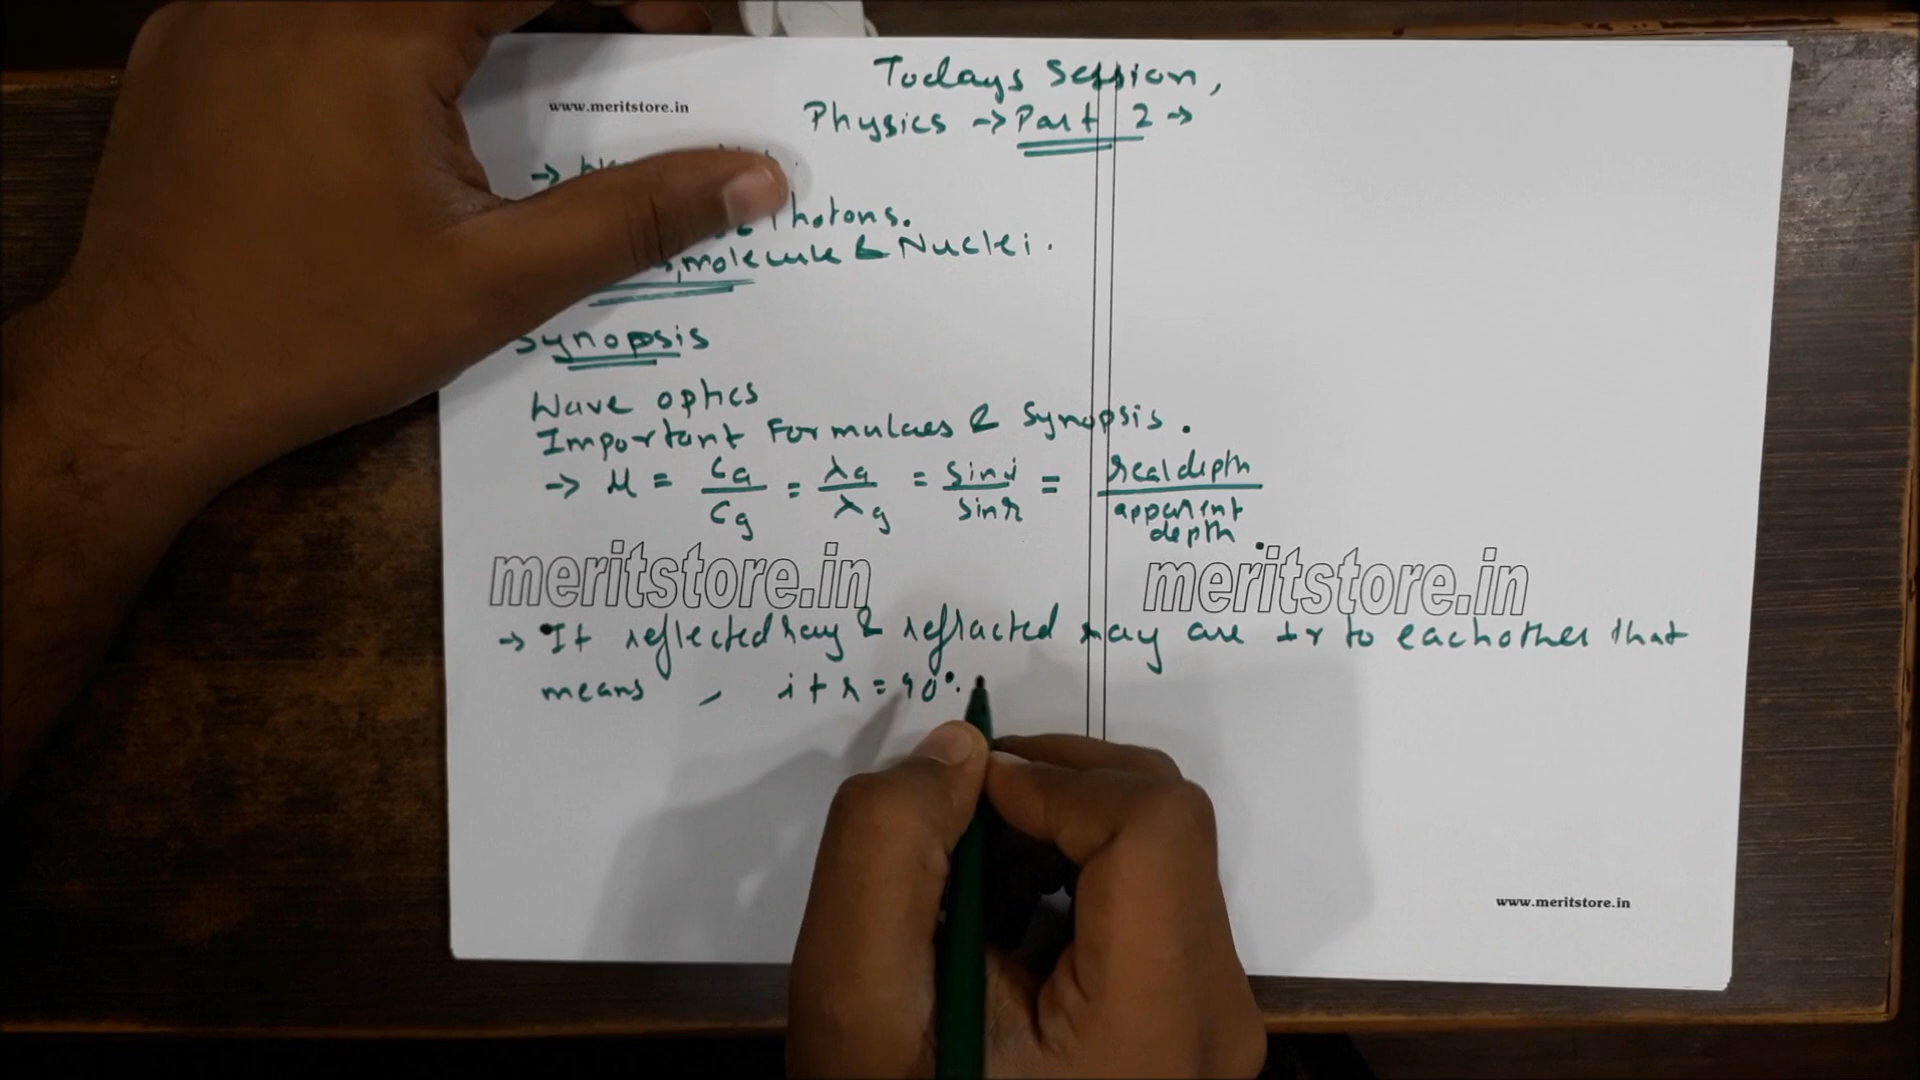 Todays Session,
www.meritstore.in
Physics → Part 2 →
→
Photons.
molecule & Nuclei.
Synopsis
Wave optics
Important Formulaes & Synopsis.
→ μ = Ca/Cg = λa/λg = sin i/sin r = real depth/apparent depth
meritstore.in meritstore.in
→ If reflected ray & refracted ray are ⊥r to eachother that
means, i + r = 90°.
www.meritstore.in